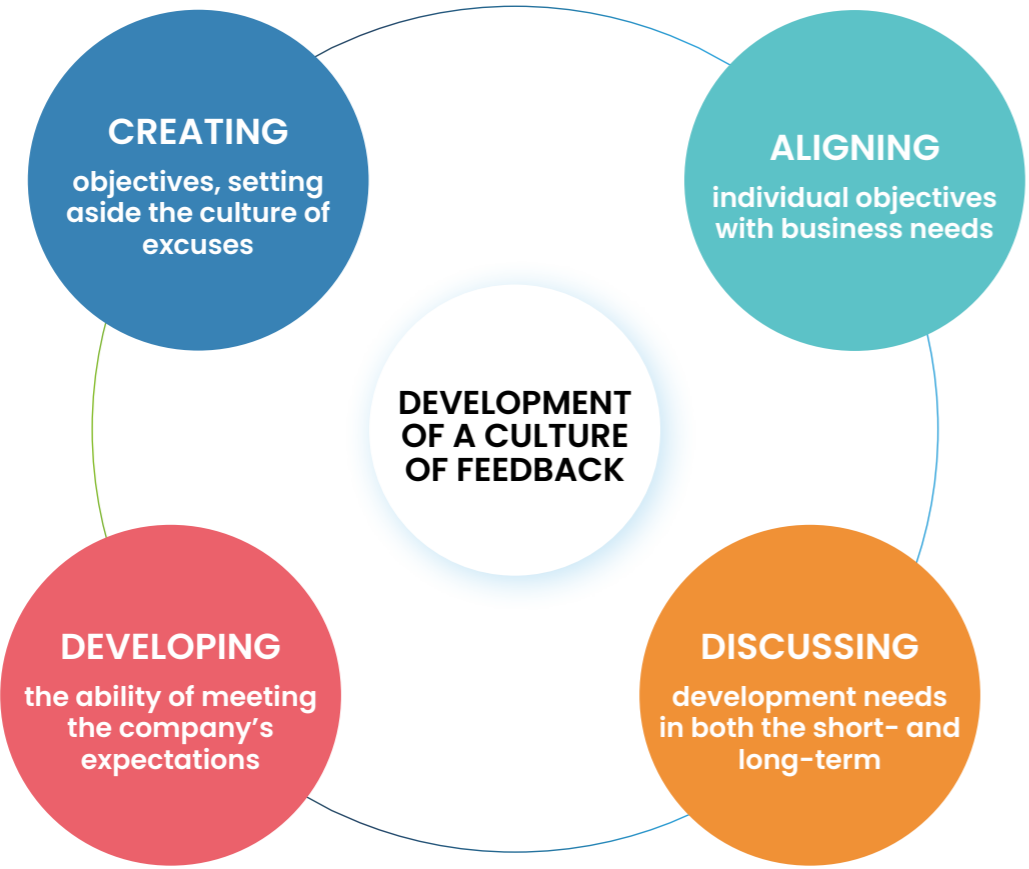 CREATING
objectives, setting
aside the culture of
excuses
ALIGNING
individual objectives
with business needs
DEVELOPMENT
OF A CULTURE
OF FEEDBACK
DEVELOPING
the ability of meeting
the company’s
expectations
DISCUSSING
development needs
in both the short- and
long-term